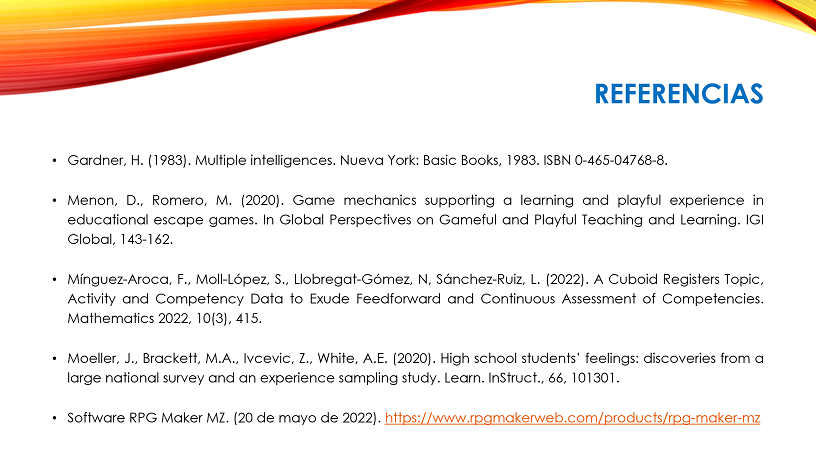 REFERENCIAS
• Gardner, H. (1983). Multiple intelligences. Nueva York: Basic Books, 1983. ISBN 0-465-04768-8.
• Menon, D., Romero, M. (2020). Game mechanics supporting a learning and playful experience in
educational escape games. In Global Perspectives on Gameful and Playful Teaching and Learning. IGI
Global, 143-162.
• Mínguez-Aroca, F., Moll-López, S., Llobregat-Gómez, N, Sánchez-Ruiz, L. (2022). A Cuboid Registers Topic,
Activity and Competency Data to Exude Feedforward and Continuous Assessment of Competencies.
Mathematics 2022, 10(3), 415.
• Moeller, J., Brackett, M.A., Ivcevic, Z., White, A.E. (2020). High school students’ feelings: discoveries from a
large national survey and an experience sampling study. Learn. InStruct., 66, 101301.
• Software RPG Maker MZ. (20 de mayo de 2022). https://www.rpgmakerweb.com/products/rpg-maker-mz